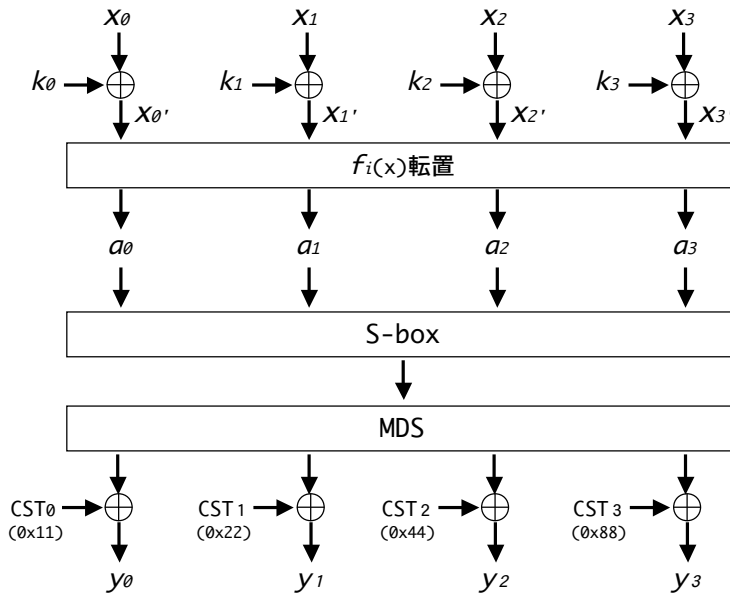 x0 x1 x2 x3
k0 k1 k2 k3
x0' x1' x2' x3'
fi(x)転置
a0 a1 a2 a3
S-box
MDS
CST0 CST1 CST2 CST3
(0x11) (0x22) (0x44) (0x88)
y0 y1 y2 y3